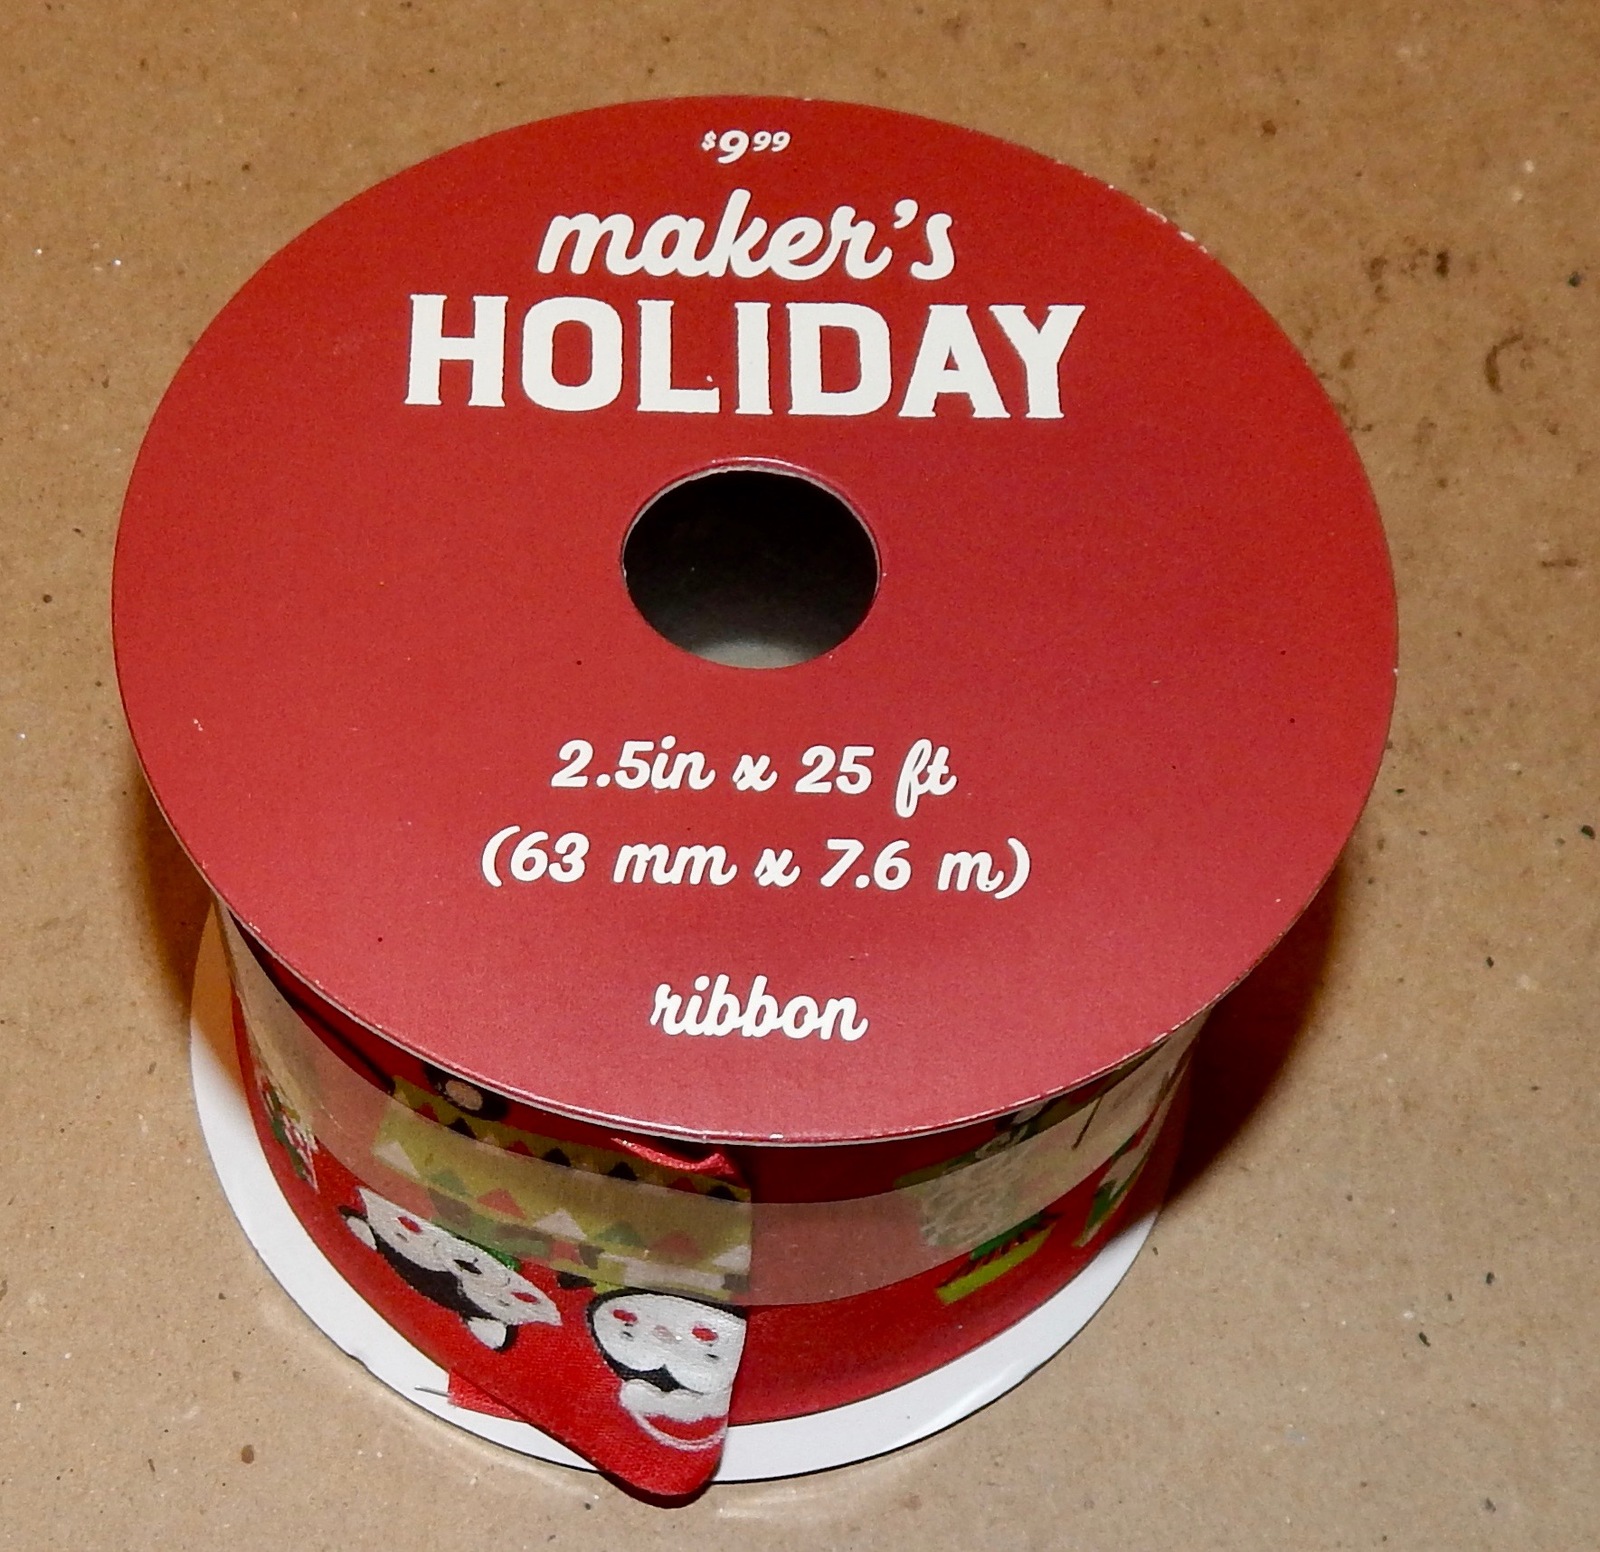 $9.99
maker's
HOLIDAY
2.5in x 25 ft
(63 mm x 7.6 m)
ribbon